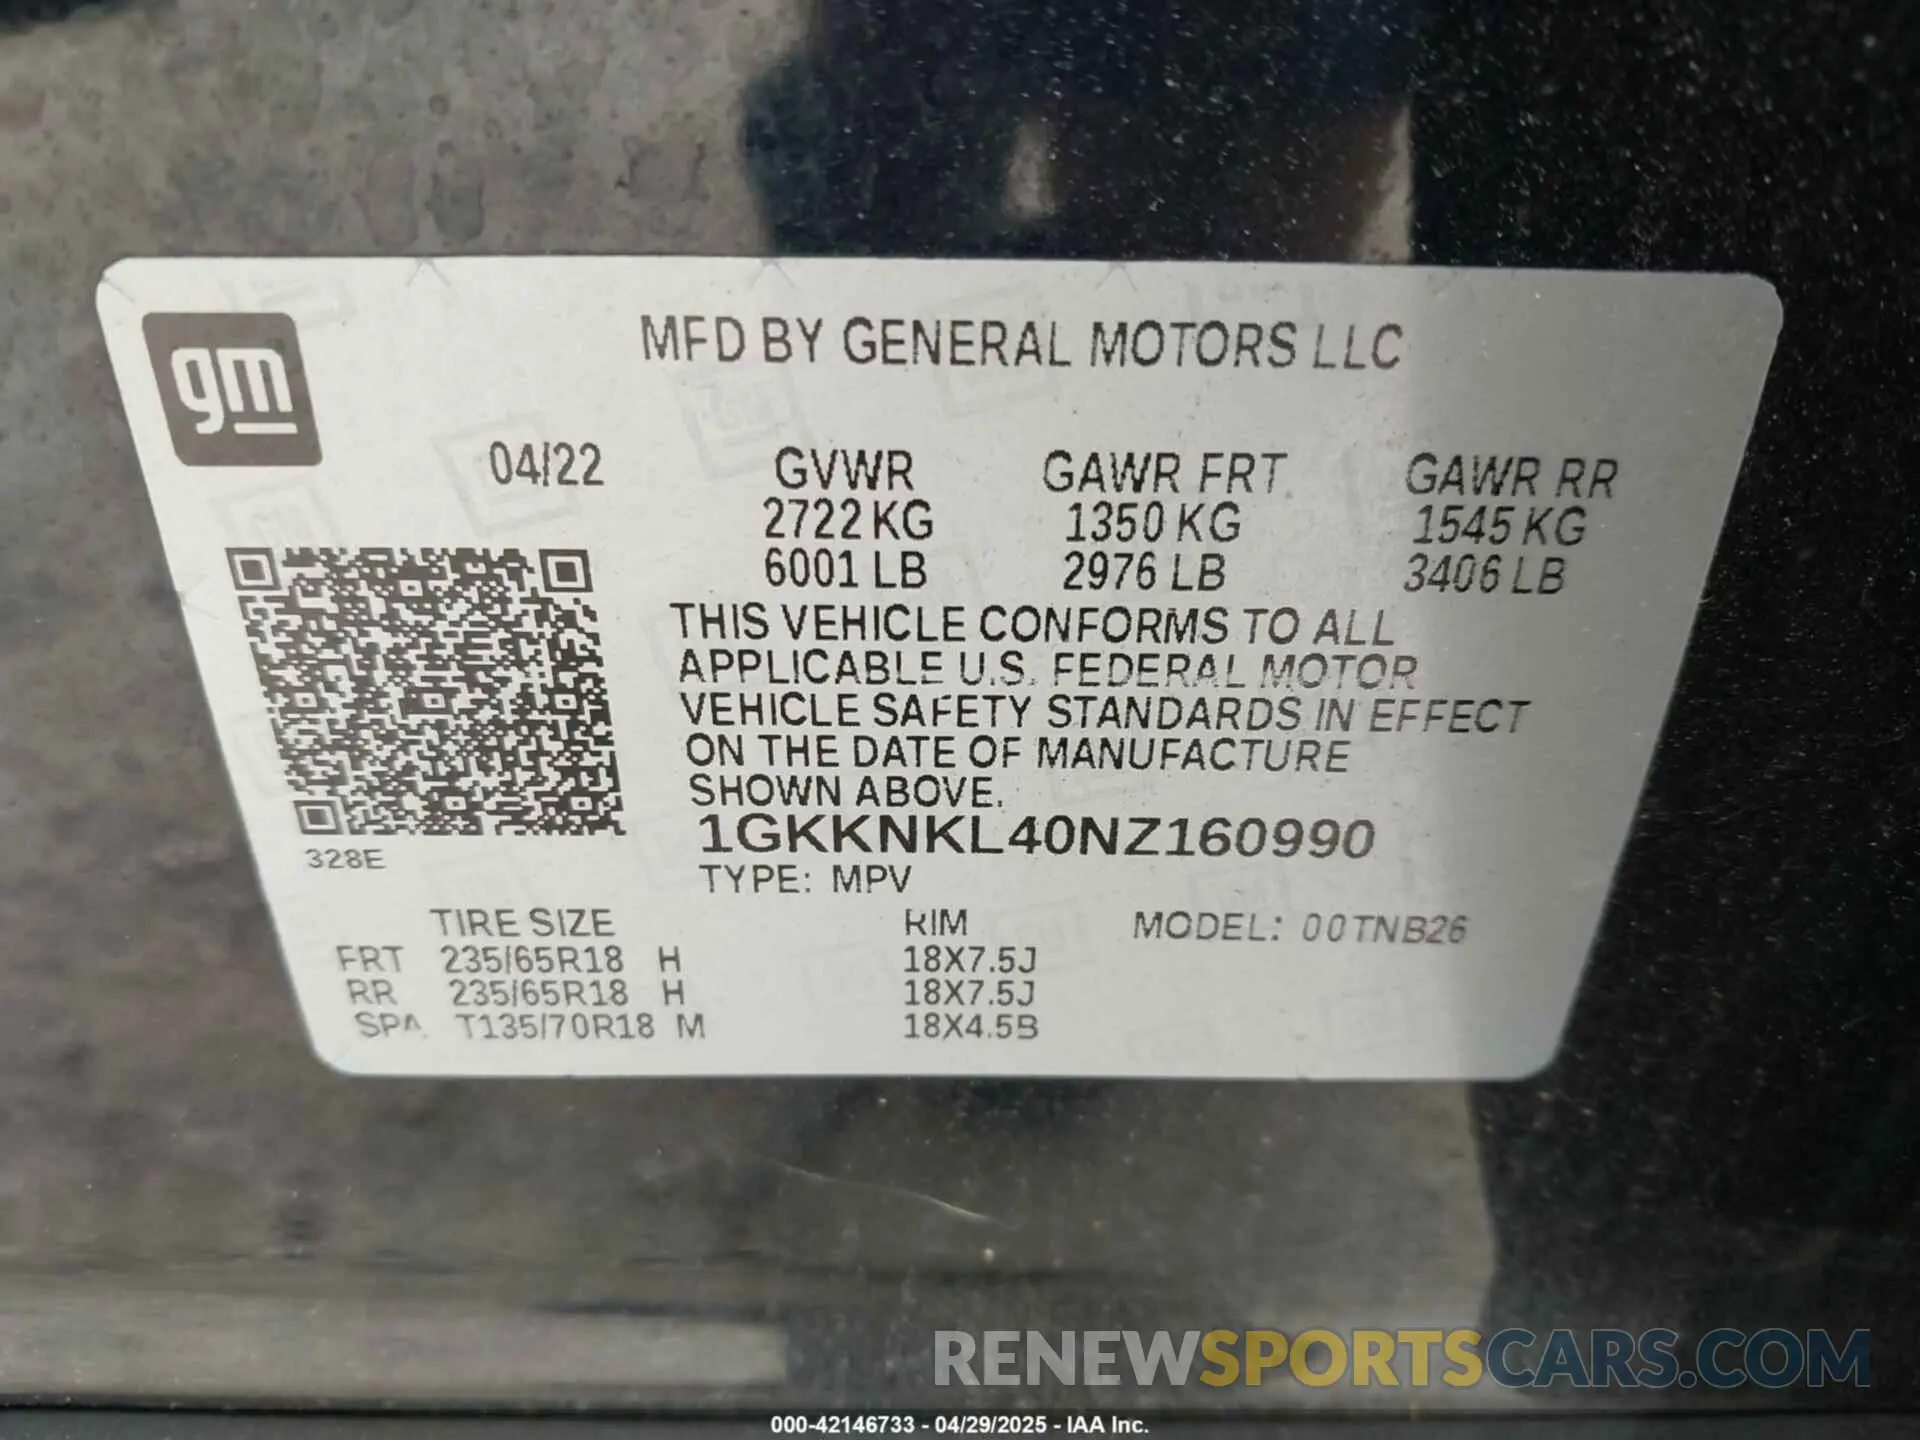 gm
MFD BY GENERAL MOTORS LLC
04/22 GVWR GAWR FRT GAWR RR
2722 KG 1350 KG 1545 KG
6001 LB 2976 LB 3406 LB
THIS VEHICLE CONFORMS TO ALL
APPLICABLE U.S. FEDERAL MOTOR
VEHICLE SAFETY STANDARDS IN EFFECT
ON THE DATE OF MANUFACTURE
SHOWN ABOVE.
1GKKNKL40NZ160990
328E
TYPE: MPV
TIRE SIZE RIM MODEL: 00TNB26
FRT 235/65R18 H 18X7.5J
RR 235/65R18 H 18X7.5J
SPA T135/70R18 M 18X4.5B
RENEWSPORTSCARS.COM
000-42146733 - 04/29/2025 - IAA Inc.